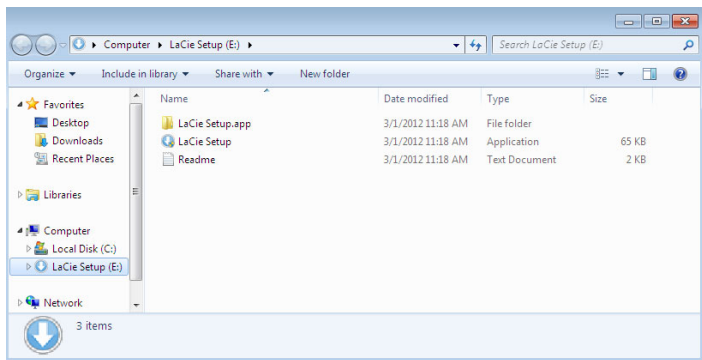 Computer ▸ LaCie Setup (E:) ▸
Search LaCie Setup (E:)
Organize ▼ Include in library ▼ Share with ▼ New folder
Favorites
Desktop
Downloads
Recent Places
Libraries
Computer
Local Disk (C:)
LaCie Setup (E:)
Network
Name Date modified Type Size
LaCie Setup.app 3/1/2012 11:18 AM File folder
LaCie Setup 3/1/2012 11:18 AM Application 65 KB
Readme 3/1/2012 11:18 AM Text Document 2 KB
3 items